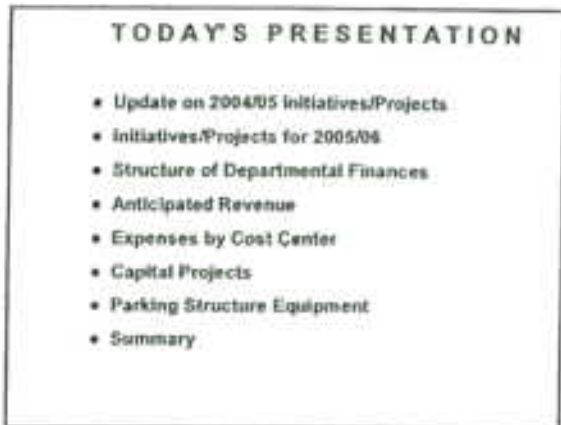 TODAY'S PRESENTATION
• Update on 2004/05 Initiatives/Projects
• Initiatives/Projects for 2005/06
• Structure of Departmental Finances
• Anticipated Revenue
• Expenses by Cost Center
• Capital Projects
• Parking Structure Equipment
• Summary